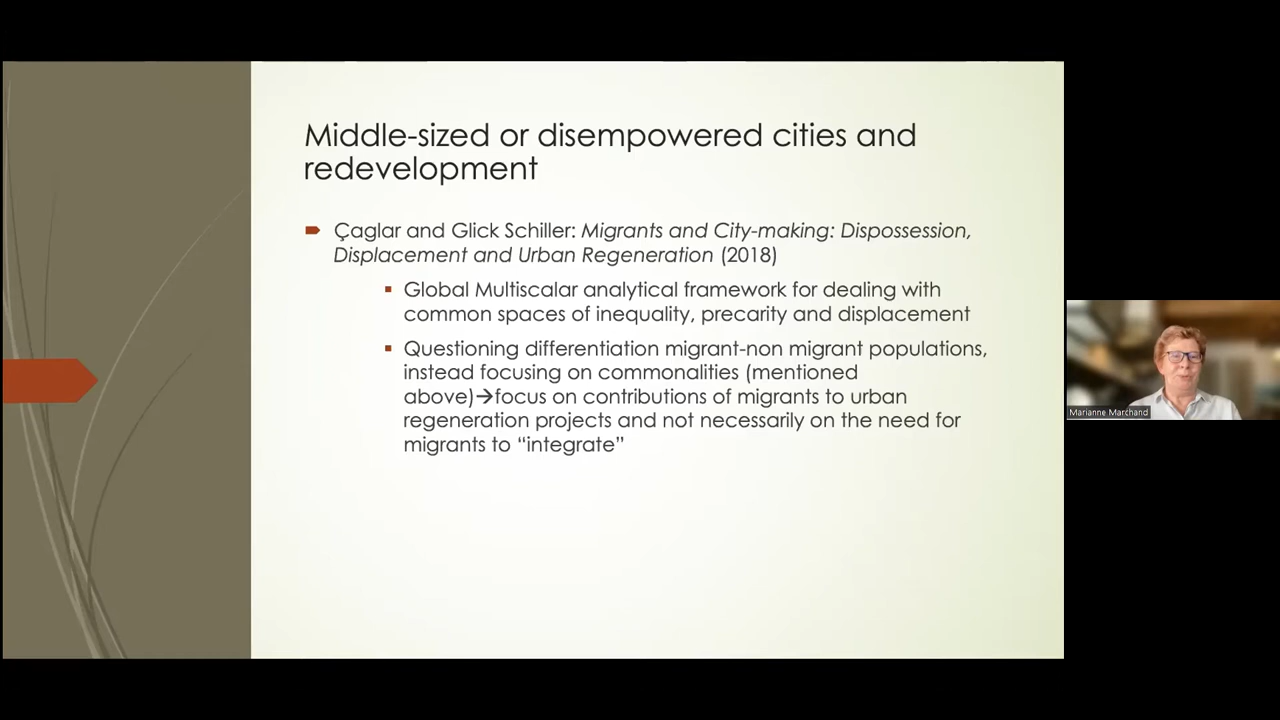 Middle-sized or disempowered cities and
redevelopment
Çaglar and Glick Schiller: Migrants and City-making: Dispossession,
Displacement and Urban Regeneration (2018)
Global Multiscalar analytical framework for dealing with
common spaces of inequality, precarity and displacement
Questioning differentiation migrant-non migrant populations,
instead focusing on commonalities (mentioned
above)→focus on contributions of migrants to urban
regeneration projects and not necessarily on the need for
migrants to “integrate”
Marianne Marchand